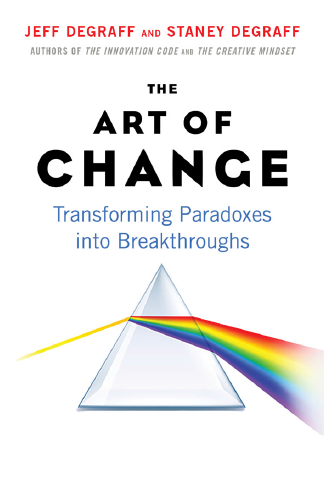 JEFF DEGRAFF AND STANEY DEGRAFF
AUTHORS OF THE INNOVATION CODE AND THE CREATIVE MINDSET
THE
ART OF
CHANGE
Transforming Paradoxes
into Breakthroughs